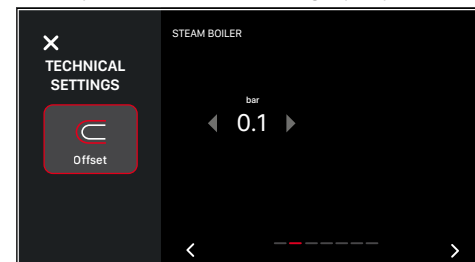 TECHNICAL
SETTINGS
Offset
STEAM BOILER
bar
0.1